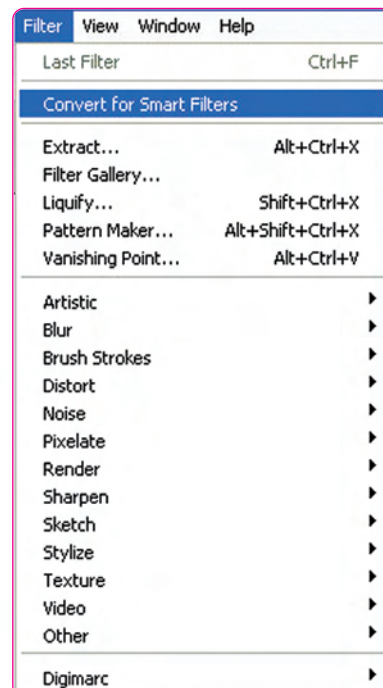 Filter View Window Help
Last Filter Ctrl+F
Convert for Smart Filters
Extract... Alt+Ctrl+X
Filter Gallery...
Liquify... Shift+Ctrl+X
Pattern Maker... Alt+Shift+Ctrl+X
Vanishing Point... Alt+Ctrl+V
Artistic
Blur
Brush Strokes
Distort
Noise
Pixelate
Render
Sharpen
Sketch
Stylize
Texture
Video
Other
Digimarc